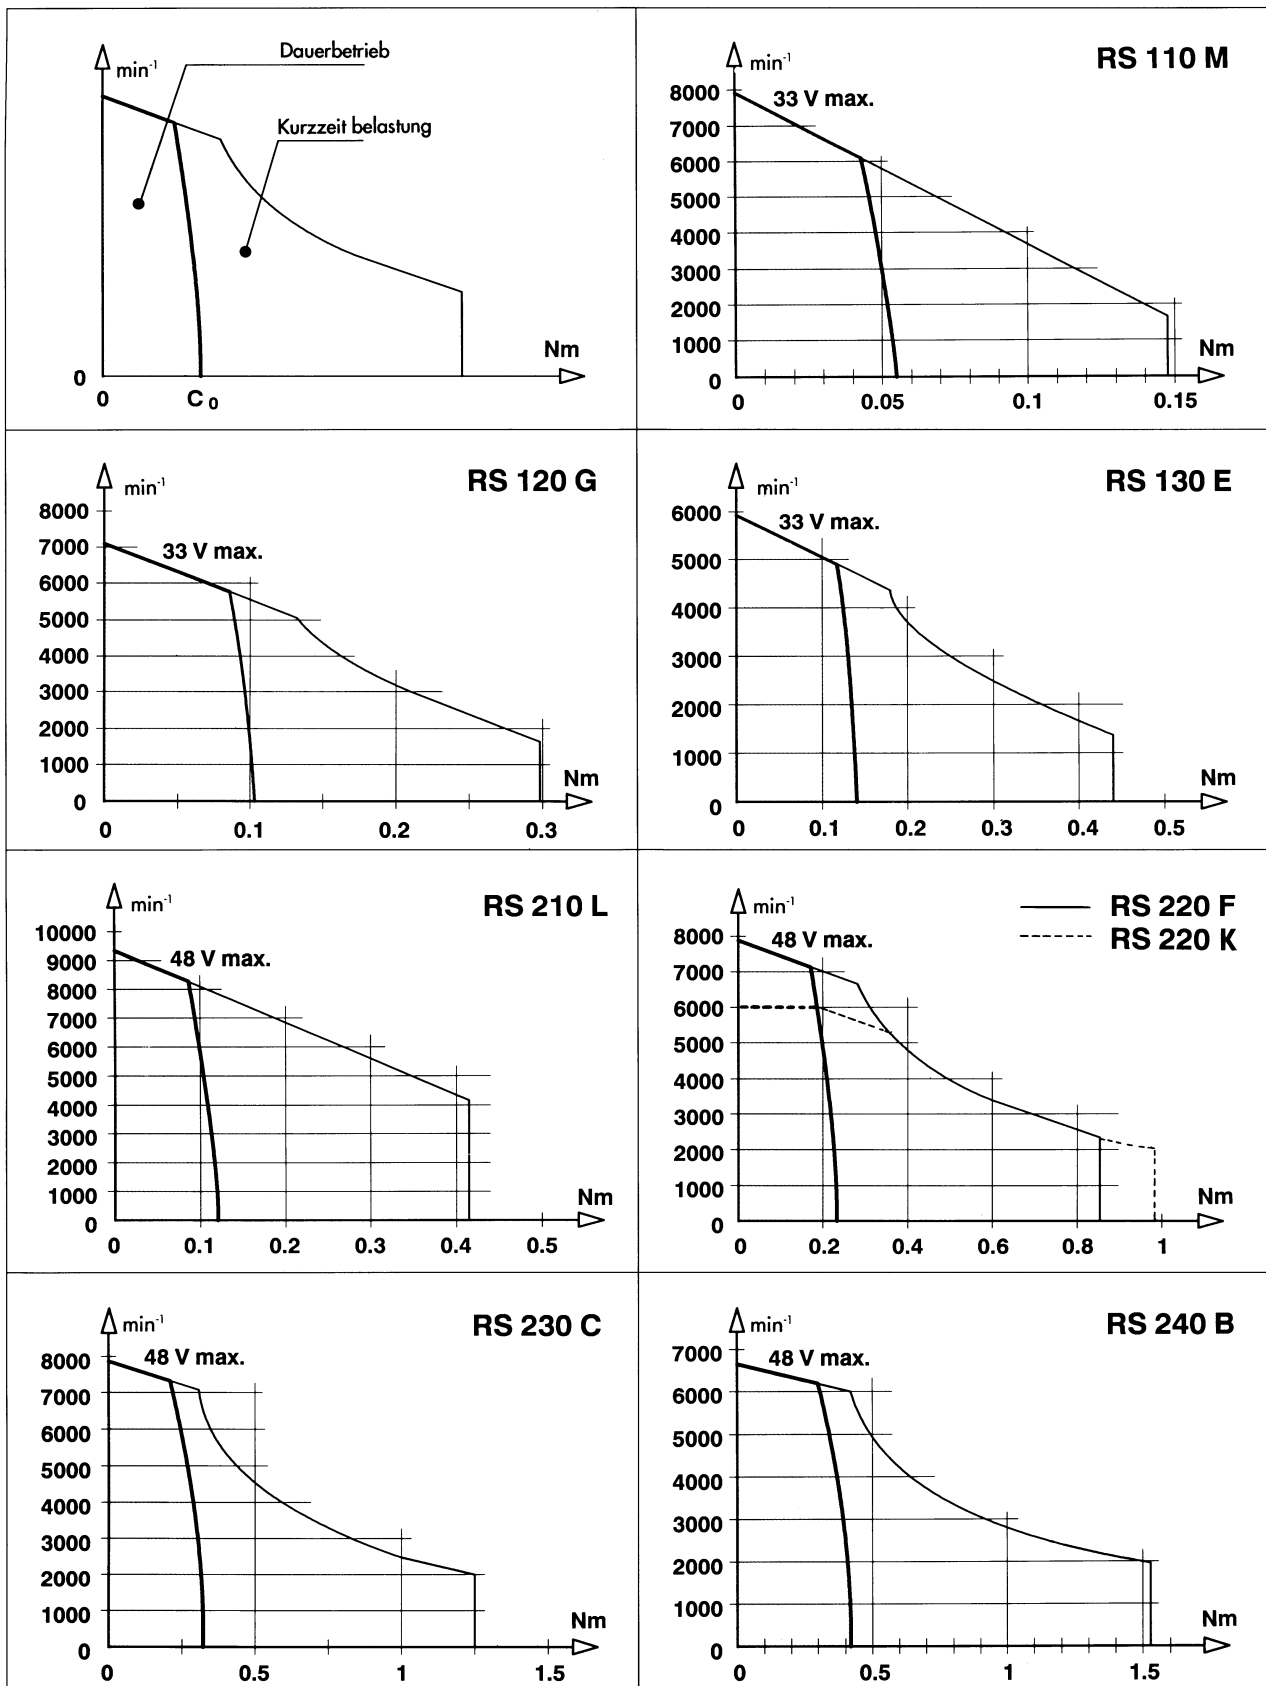 min-1
Dauerbetrieb
Kurzzeit belastung
Nm
0
0 C0
RS 110 M
min-1
33 V max.
8000
7000
6000
5000
4000
3000
2000
1000
0
Nm
0 0.05 0.1 0.15
RS 120 G
min-1
33 V max.
8000
7000
6000
5000
4000
3000
2000
1000
0
Nm
0 0.1 0.2 0.3
RS 130 E
min-1
33 V max.
6000
5000
4000
3000
2000
1000
0
Nm
0 0.1 0.2 0.3 0.4 0.5
RS 210 L
min-1
48 V max.
10000
9000
8000
7000
6000
5000
4000
3000
2000
1000
0
Nm
0 0.1 0.2 0.3 0.4 0.5
RS 220 F
RS 220 K
min-1
48 V max.
8000
7000
6000
5000
4000
3000
2000
1000
0
Nm
0 0.2 0.4 0.6 0.8 1
RS 230 C
min-1
48 V max.
8000
7000
6000
5000
4000
3000
2000
1000
0
Nm
0 0.5 1 1.5
RS 240 B
min-1
48 V max.
7000
6000
5000
4000
3000
2000
1000
0
Nm
0 0.5 1 1.5